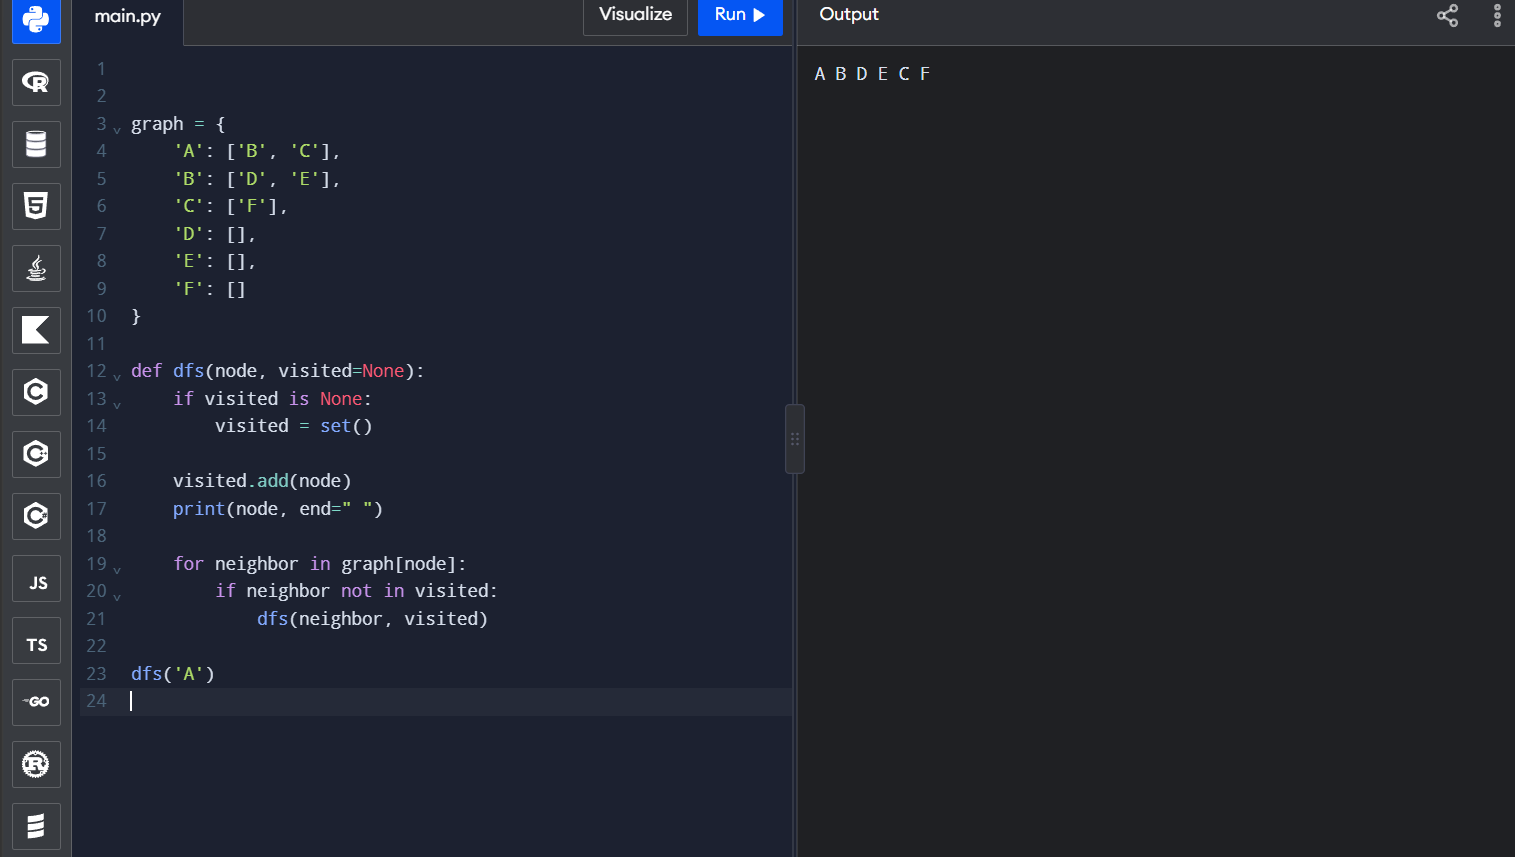 main.py
Visualize
Run
Output
1
2
3 graph = {
4     'A': ['B', 'C'],
5     'B': ['D', 'E'],
6     'C': ['F'],
7     'D': [],
8     'E': [],
9     'F': []
10 }
11
12 def dfs(node, visited=None):
13     if visited is None:
14         visited = set()
15
16     visited.add(node)
17     print(node, end=" ")
18
19     for neighbor in graph[node]:
20         if neighbor not in visited:
21             dfs(neighbor, visited)
22
23 dfs('A')
24
A B D E C F
R
5
C
C++
C#
JS
TS
GO
R